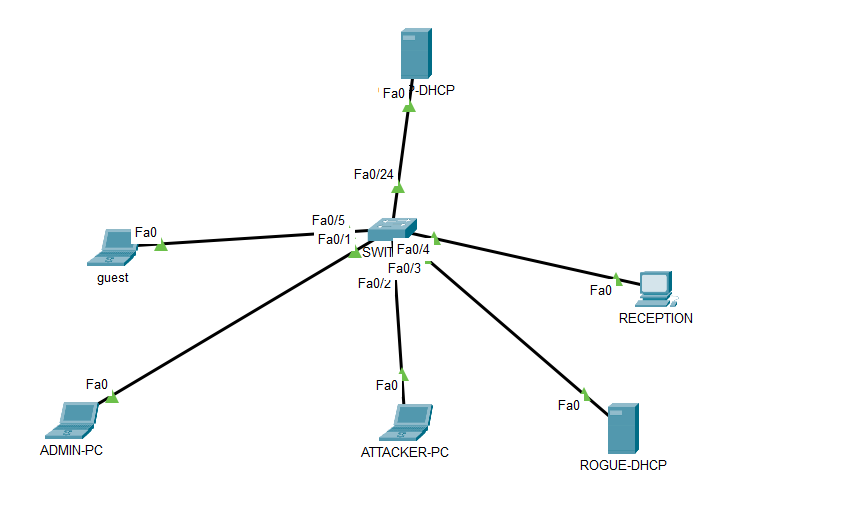 Fa0
P-DHCP
Fa0/24
Fa0/5
Fa0
Fa0/1
SWIT
Fa0/4
Fa0/3
Fa0/2
guest
Fa0
RECEPTION
Fa0
Fa0
Fa0
ADMIN-PC
ATTACKER-PC
ROGUE-DHCP